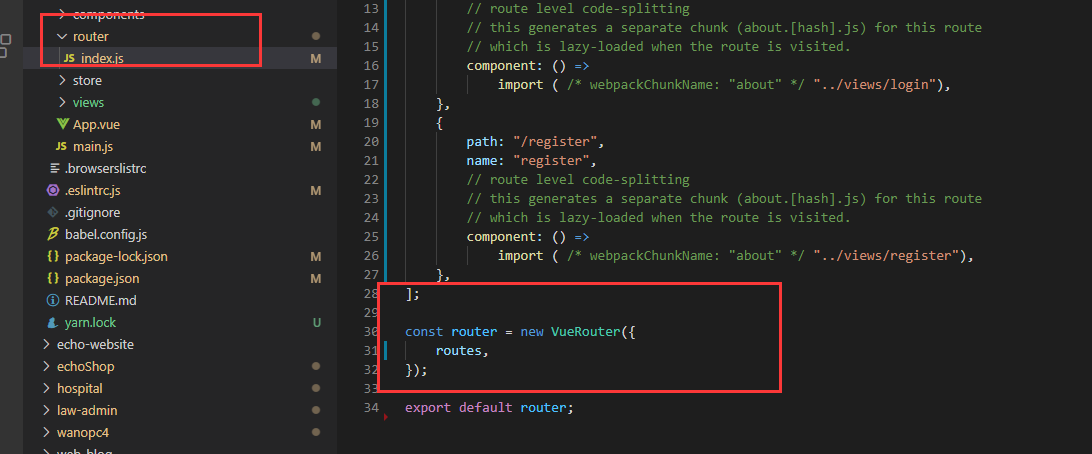 components
router
JS index.js M
store
views
App.vue M
JS main.js M
.browserslistrc
.eslintrc.js M
.gitignore
babel.config.js
{} package-lock.json M
{} package.json M
README.md
yarn.lock U
echo-website
echoShop
hospital
law-admin
wanopc4
web-blog
13 // route level code-splitting
14 // this generates a separate chunk (about.[hash].js) for this route
15 // which is lazy-loaded when the route is visited.
16 component: () =>
17 import ( /* webpackChunkName: "about" */ "../views/login"),
18 },
19 {
20 path: "/register",
21 name: "register",
22 // route level code-splitting
23 // this generates a separate chunk (about.[hash].js) for this route
24 // which is lazy-loaded when the route is visited.
25 component: () =>
26 import ( /* webpackChunkName: "about" */ "../views/register"),
27 },
28 ];
29
30 const router = new VueRouter({
31 routes,
32 });
33
34 export default router;